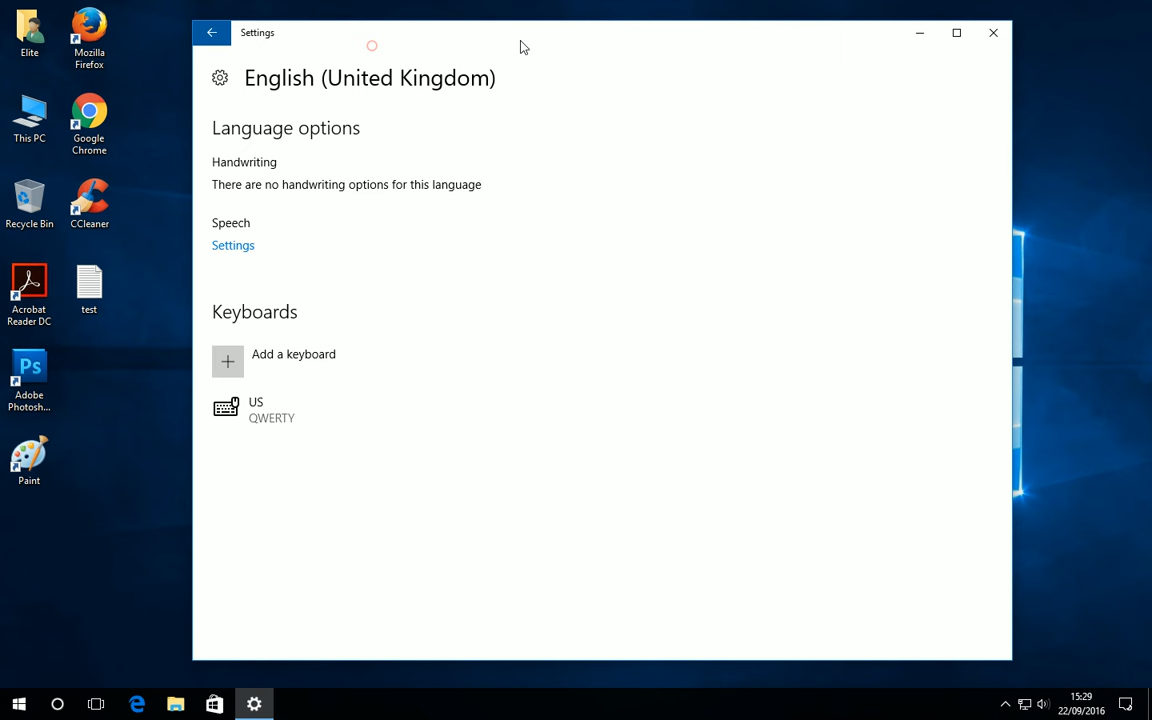 Settings
English (United Kingdom)
Language options
Handwriting
There are no handwriting options for this language
Speech
Settings
Keyboards
Add a keyboard
US
QWERTY
Elite
Mozilla
Firefox
This PC
Google
Chrome
Recycle Bin
CCleaner
Acrobat
Reader DC
test
Ps
Adobe
Photosh...
Paint
15:29
22/09/2016